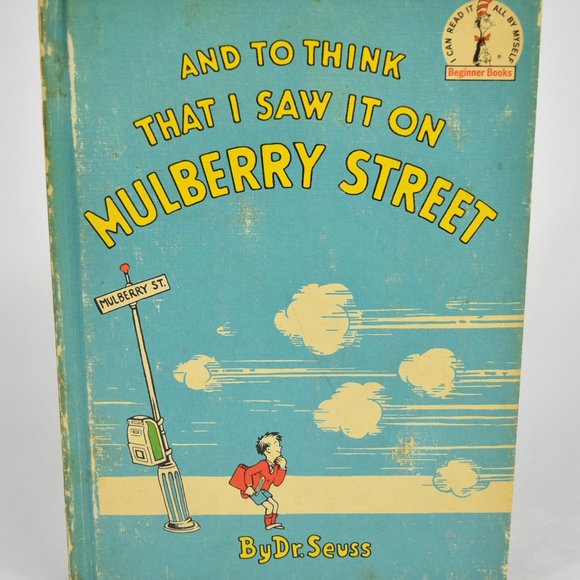 I CAN READ IT ALL BY MYSELF
Beginner Books
AND TO THINK
THAT I SAW IT ON
MULBERRY STREET
MULBERRY ST.
By Dr. Seuss